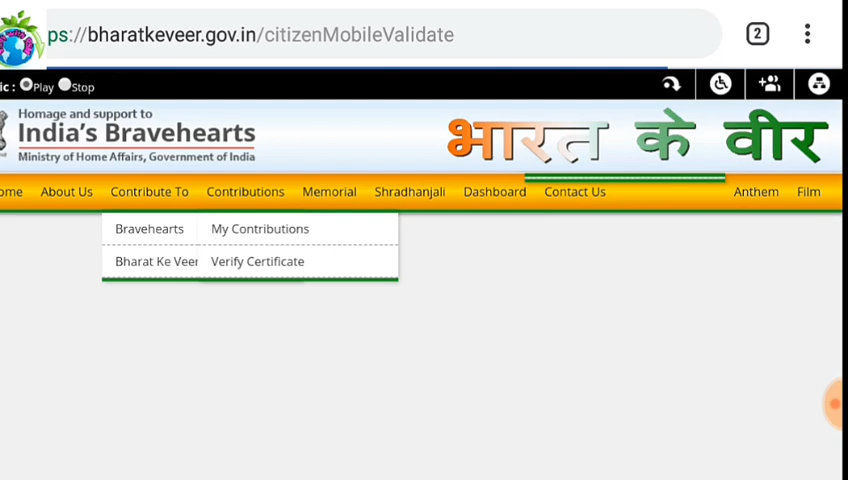 ps://bharatkeveer.gov.in/citizenMobileValidate
2
ic : Play Stop
Homage and support to
India's Bravehearts
Ministry of Home Affairs, Government of India
भारत के वीर
ome About Us Contribute To Contributions Memorial Shradhanjali Dashboard Contact Us Anthem Film
Bravehearts My Contributions
Bharat Ke Veer Verify Certificate